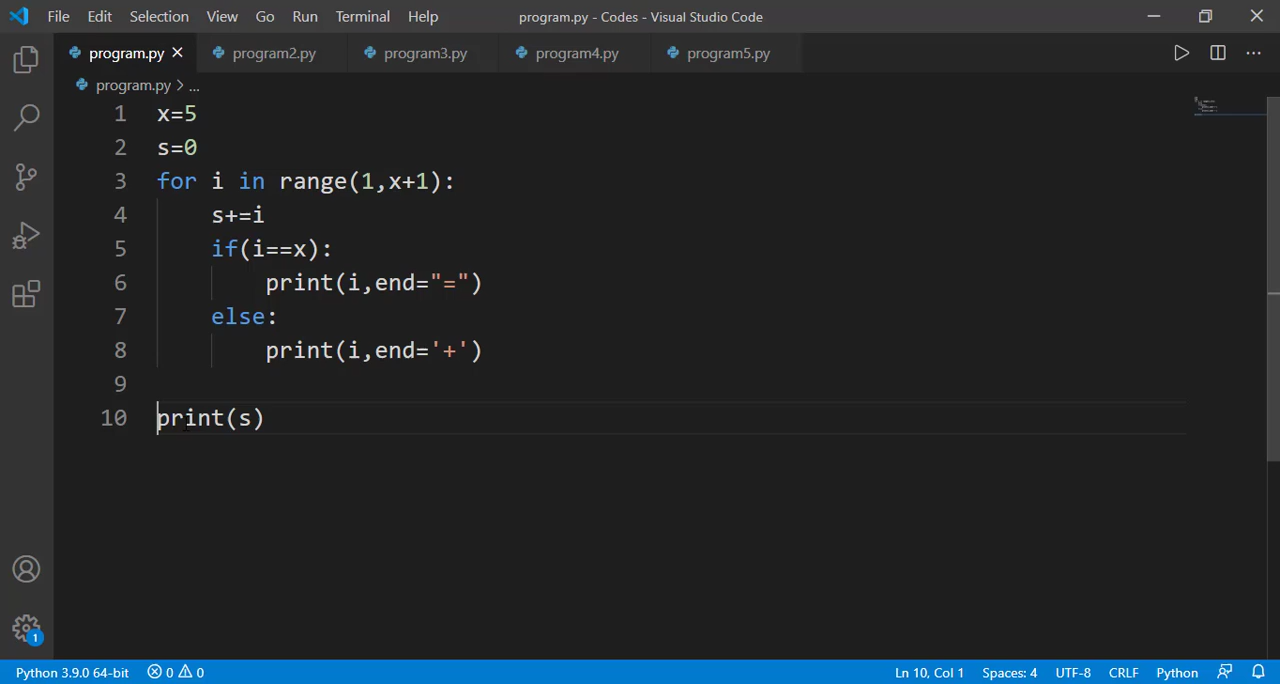 File Edit Selection View Go Run Terminal Help program.py - Codes - Visual Studio Code
program.py program2.py program3.py program4.py program5.py
program.py > ...
1 x=5
2 s=0
3 for i in range(1,x+1):
4     s+=i
5     if(i==x):
6         print(i,end="=")
7     else:
8         print(i,end='+')
9
10 print(s)
1
Python 3.9.0 64-bit 0 0 Ln 10, Col 1 Spaces: 4 UTF-8 CRLF Python